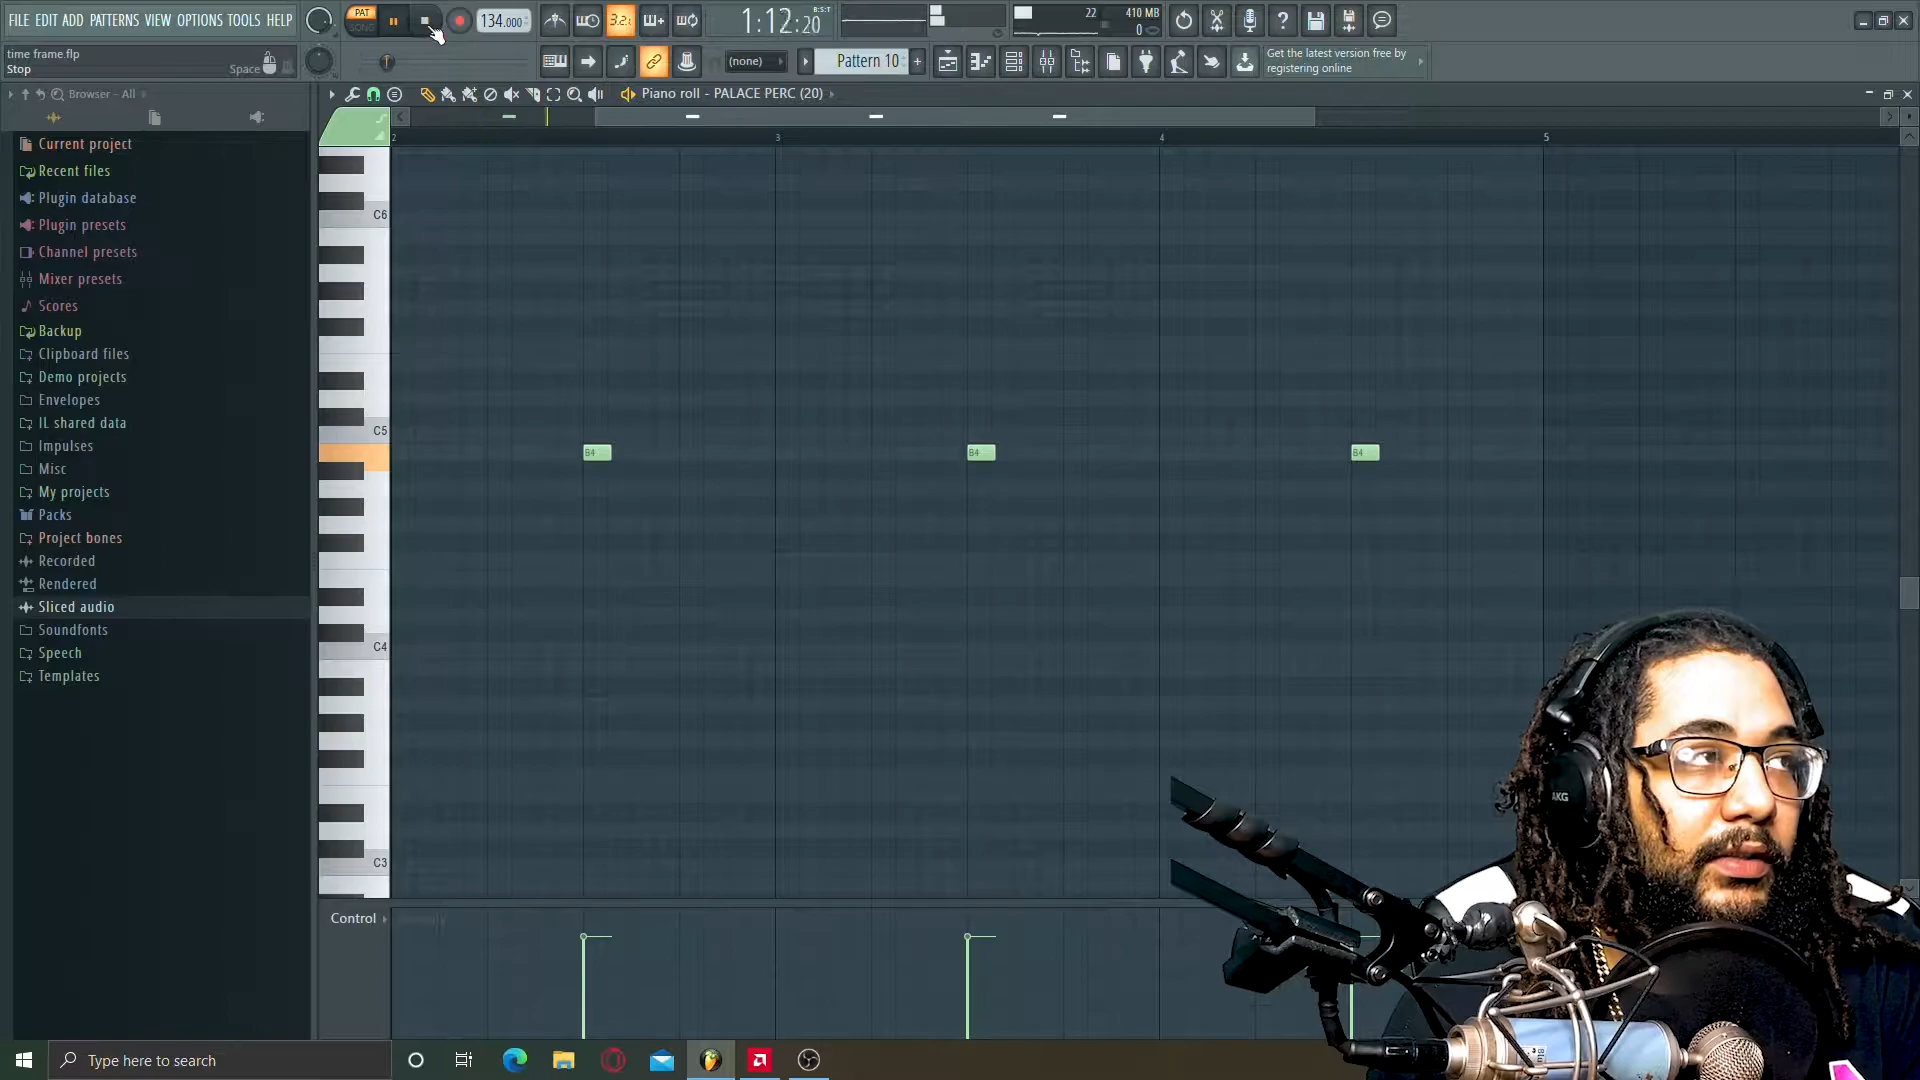 FILE EDIT ADD PATTERNS VIEW OPTIONS TOOLS HELP
PAT
SONG
134.000
3.2.
1:12:20
B:S:T
22
410 MB
0
time frame.flp
Stop
Space
(none)
Pattern 10
Get the latest version free by
registering online
Browser - All
Piano roll - PALACE PERC (20)
2
3
4
5
Current project
Recent files
Plugin database
Plugin presets
Channel presets
Mixer presets
Scores
Backup
Clipboard files
Demo projects
Envelopes
IL shared data
Impulses
Misc
My projects
Packs
Project bones
Recorded
Rendered
Sliced audio
Soundfonts
Speech
Templates
C6
C5
B4
B4
B4
C4
C3
Control
AKG
Blue
Type here to search